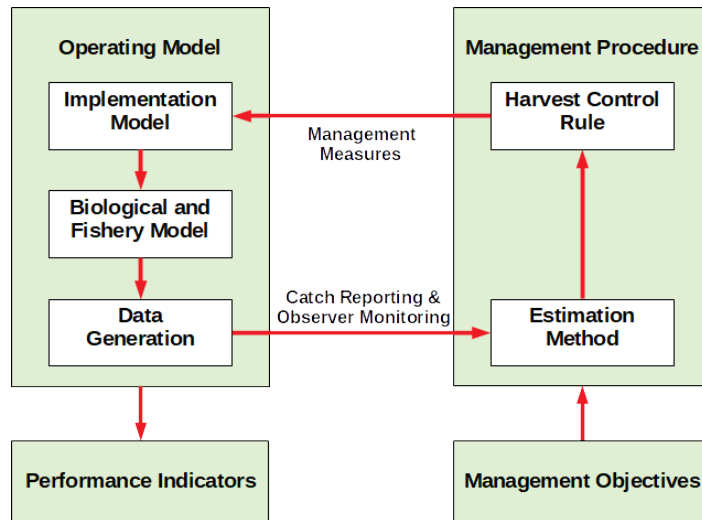 Operating Model
Implementation
Model
Biological and
Fishery Model
Data
Generation
Management
Measures
Catch Reporting &
Observer Monitoring
Management Procedure
Harvest Control
Rule
Estimation
Method
Performance Indicators
Management Objectives